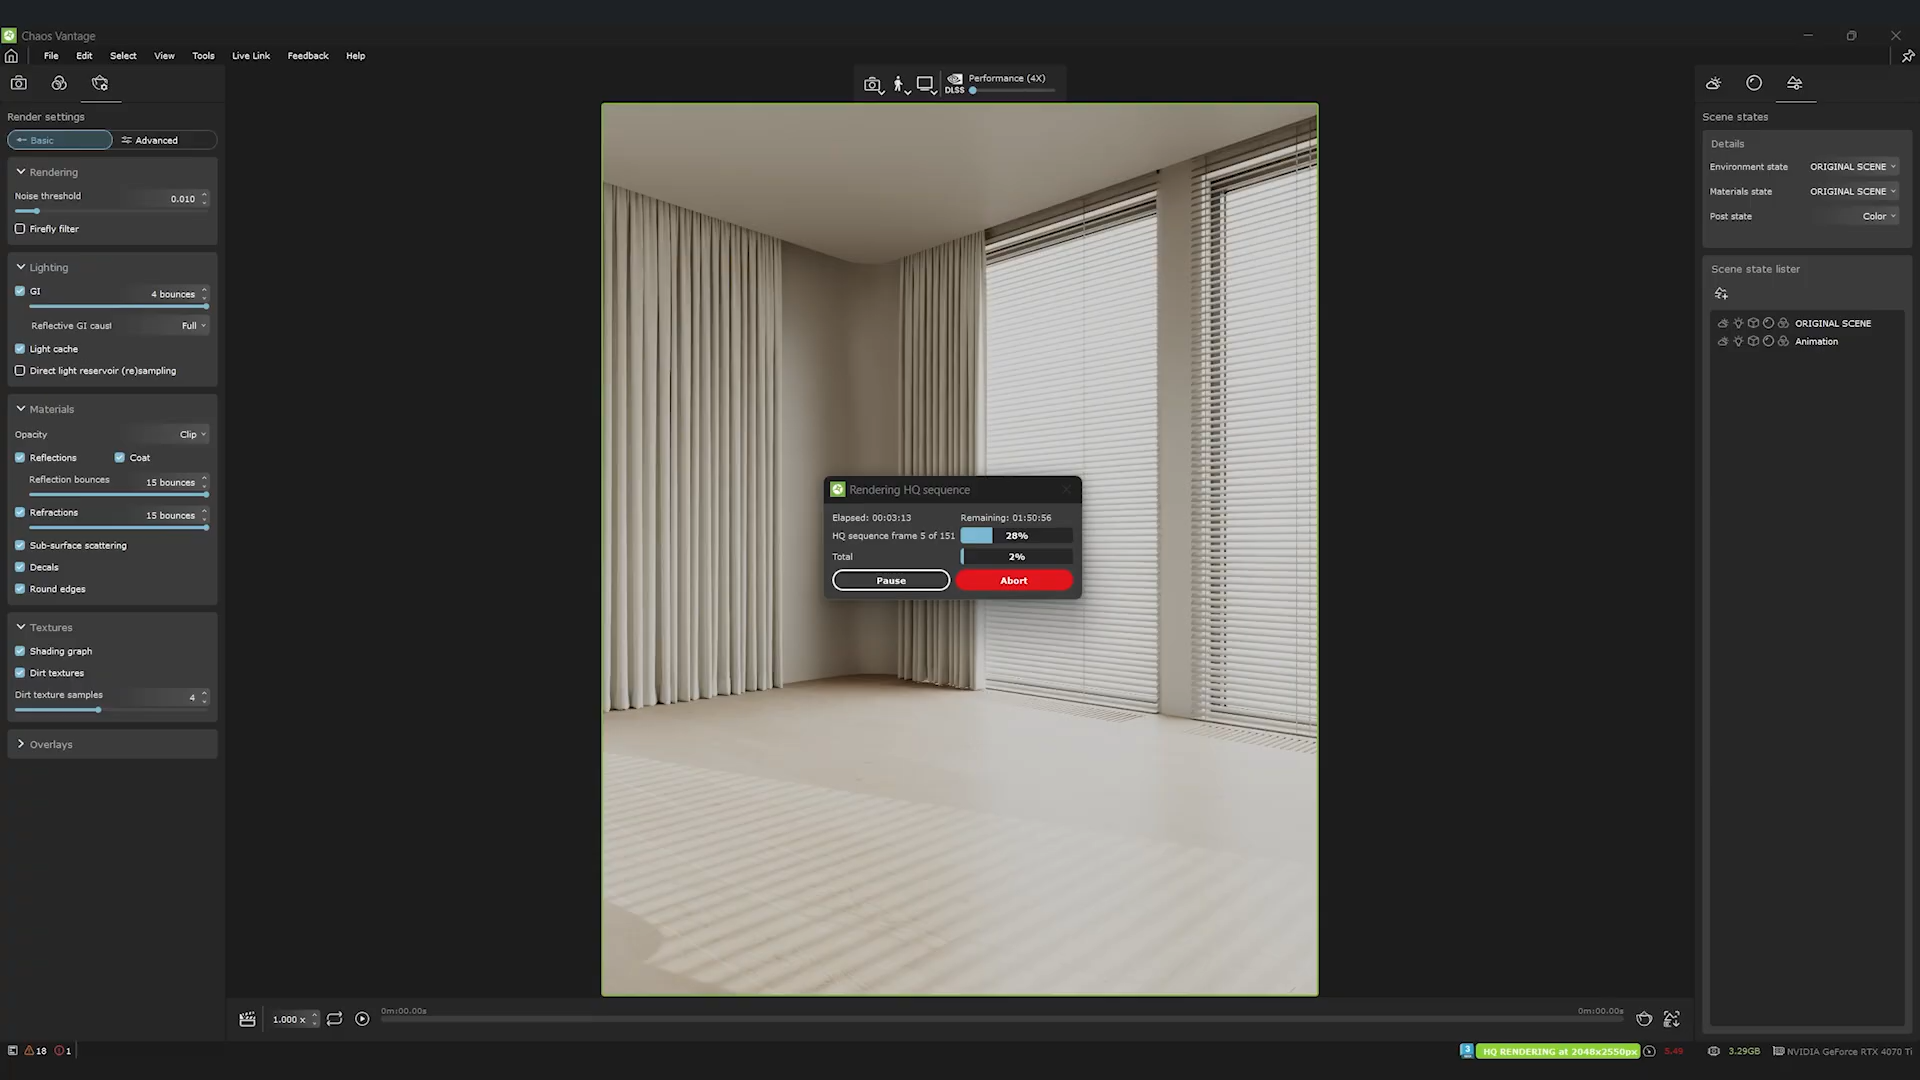 Chaos Vantage
File Edit Select View Tools Live Link Feedback Help
DLSS Performance (4X)
Render settings
Basic Advanced
Rendering
Noise threshold 0.010
Firefly filter
Lighting
GI 4 bounces
Reflective GI caust Full
Light cache
Direct light reservoir (re)sampling
Materials
Opacity Clip
Reflections Coat
Reflection bounces 15 bounces
Refractions 15 bounces
Sub-surface scattering
Decals
Round edges
Textures
Shading graph
Dirt textures
Dirt texture samples 4
Overlays
Rendering HQ sequence
Elapsed: 00:03:13 Remaining: 01:50:56
HQ sequence frame 5 of 151 28%
Total 2%
Pause Abort
Scene states
Details
Environment state ORIGINAL SCENE
Materials state ORIGINAL SCENE
Post state Color
Scene state lister
ORIGINAL SCENE
Animation
1.000 x 0m:00.00s 0m:00.00s
18 1 3 HQ RENDERING at 2048x2550px 5.49 3.29GB NVIDIA GeForce RTX 4070 Ti